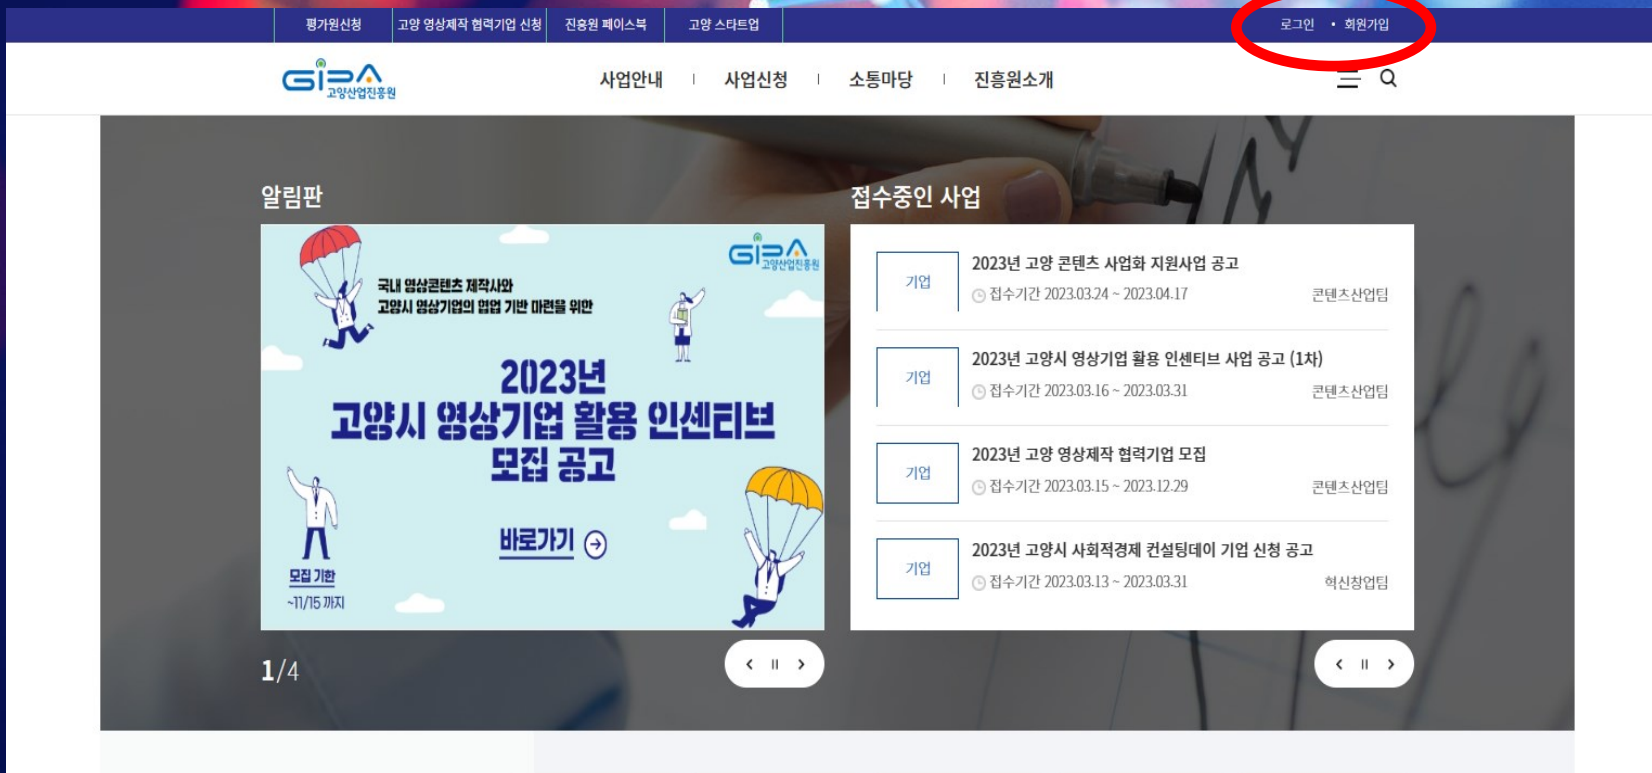 평가원신청
고양 영상제작 협력기업 신청
진흥원 페이스북
고양 스타트업
로그인 • 회원가입
GIPA
고양산업진흥원
사업안내
사업신청
소통마당
진흥원소개
알림판
국내 영상콘텐츠 제작사와
고양시 영상기업의 협업 기반 마련을 위한
GIPA
고양산업진흥원
2023년
고양시 영상기업 활용 인센티브
모집 공고
바로가기
모집 기한
~11/15 까지
1/4
접수중인 사업
기업
2023년 고양 콘텐츠 사업화 지원사업 공고
접수기간 2023.03.24 ~ 2023.04.17
콘텐츠산업팀
기업
2023년 고양시 영상기업 활용 인센티브 사업 공고 (1차)
접수기간 2023.03.16 ~ 2023.03.31
콘텐츠산업팀
기업
2023년 고양 영상제작 협력기업 모집
접수기간 2023.03.15 ~ 2023.12.29
콘텐츠산업팀
기업
2023년 고양시 사회적경제 컨설팅데이 기업 신청 공고
접수기간 2023.03.13 ~ 2023.03.31
혁신창업팀